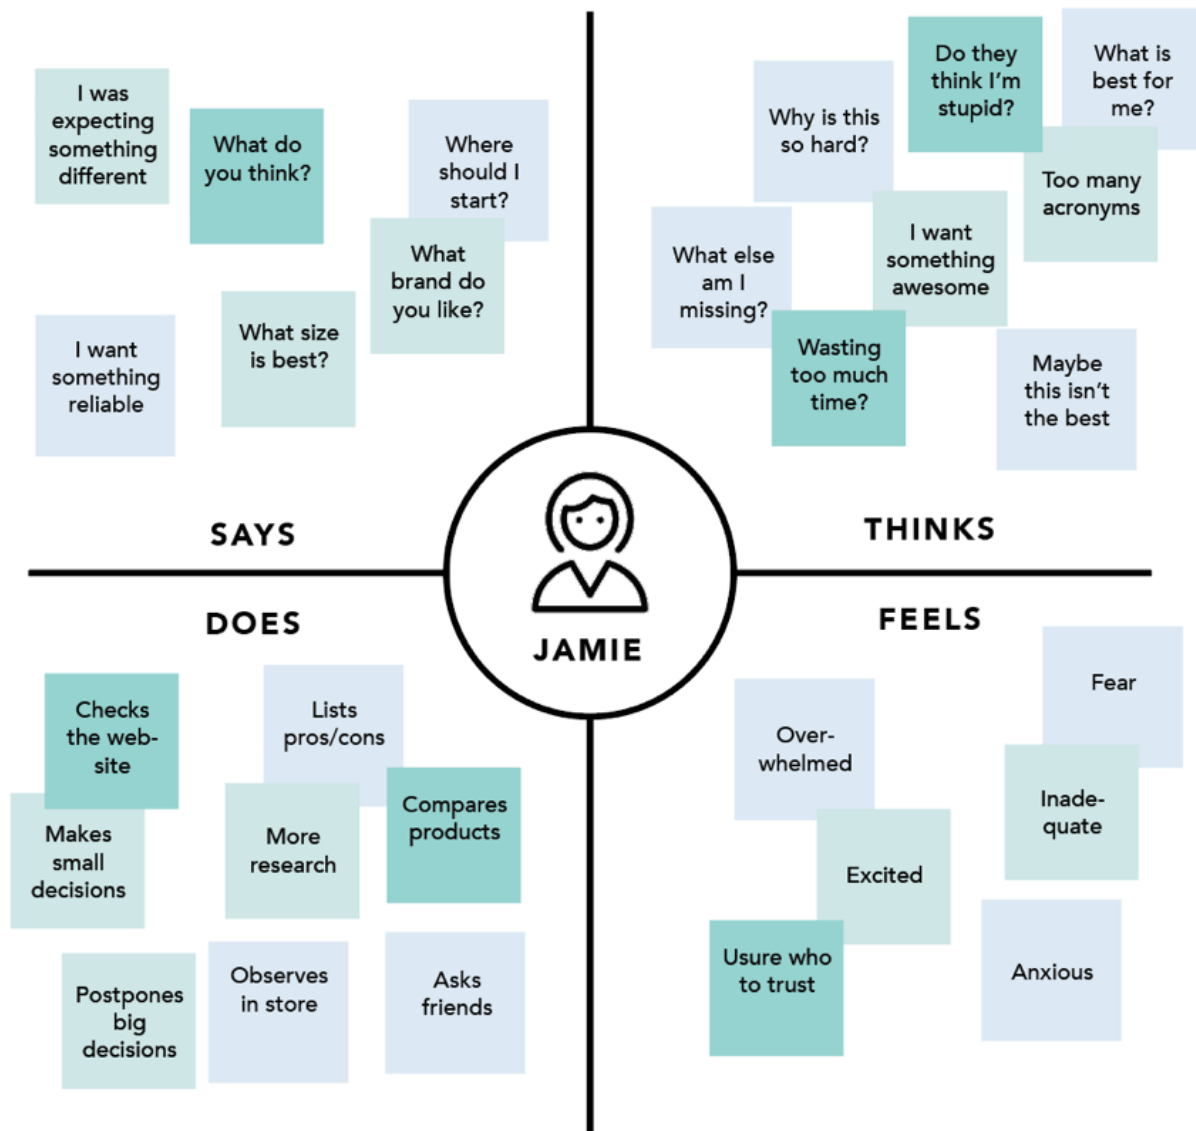 I was
expecting
something
different
What do
you think?
Where
should I
start?
What
brand do
you like?
What size
is best?
I want
something
reliable
SAYS
Do they
think I'm
stupid?
What is
best for
me?
Why is this
so hard?
Too many
acronyms
I want
something
awesome
What else
am I
missing?
Wasting
too much
time?
Maybe
this isn't
the best
THINKS
JAMIE
DOES
Checks
the web-
site
Lists
pros/cons
Compares
products
Makes
small
decisions
More
research
Postpones
big
decisions
Observes
in store
Asks
friends
FEELS
Fear
Over-
whelmed
Inade-
quate
Excited
Usure who
to trust
Anxious